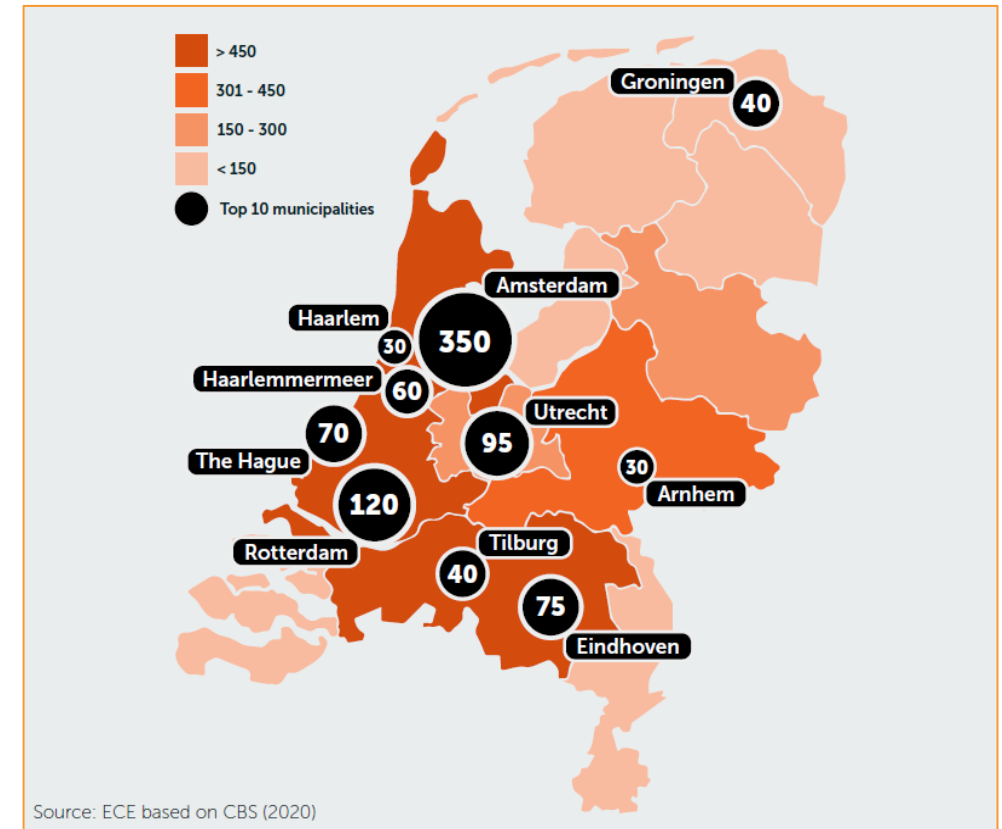 > 450
301 - 450
150 - 300
< 150
Top 10 municipalities
Groningen
40
Amsterdam
350
Haarlem
30
Haarlemmermeer
60
Utrecht
95
70
The Hague
30
Arnhem
120
Rotterdam
Tilburg
40
75
Eindhoven
Source: ECE based on CBS (2020)